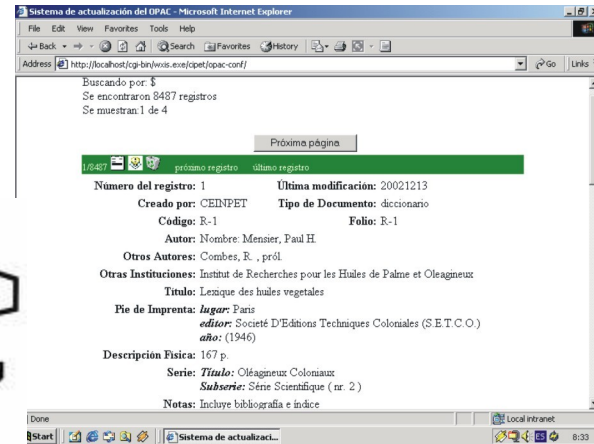 Sistema de actualización del OPAC - Microsoft Internet Explorer
File Edit View Favorites Tools Help
Back Search Favorites History
Address http://localhost/cgi-bin/wxis.exe/cipet/opac-conf/ Go Links
Buscando por: $
Se encontraron 8487 registros
Se muestran:1 de 4
Próxima página
1/8487 próximo registro último registro
Número del registro: 1 Última modificación: 20021213
Creado por: CEINPET Tipo de Documento: diccionario
Código: R-1 Folio: R-1
Autor: Nombre: Mensier, Paul H.
Otros Autores: Combes, R. , pról.
Otras Instituciones: Institut de Recherches pour les Huiles de Palme et Oleagineux
Título: Lexique des huiles vegetales
Pie de Imprenta: lugar: Paris
editor: Societé D'Editions Techniques Coloniales (S.E.T.C.O.)
año: (1946)
Descripción Física: 167 p.
Serie: Título: Oléagineux Coloniaux
Subserie: Série Scientifique ( nr. 2 )
Notas: Incluye bibliografía e índice
Done Local intranet
Start Sistema de actualizaci... ES 8:33